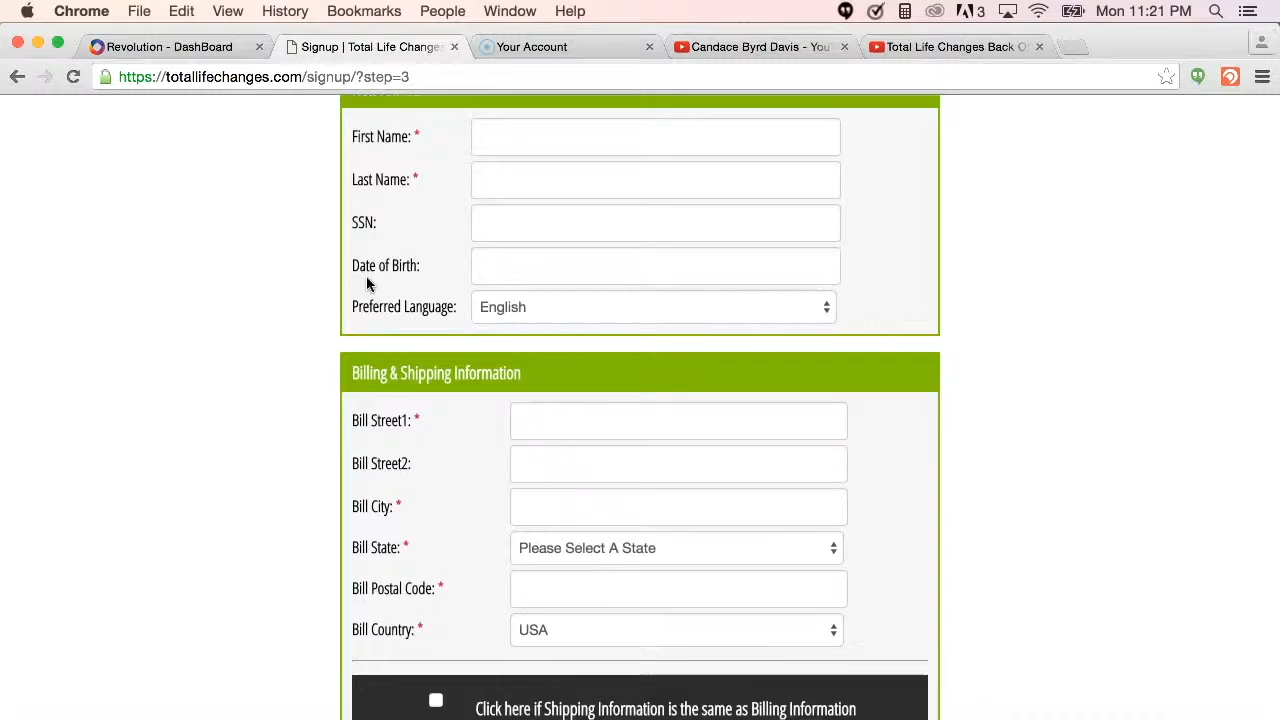 Chrome File Edit View History Bookmarks People Window Help 3 Mon 11:21 PM
Revolution - DashBoard Signup | Total Life Change Your Account Candace Byrd Davis - You Total Life Changes Back O
https://totallifechanges.com/signup/?step=3
First Name: *
Last Name: *
SSN:
Date of Birth:
Preferred Language: English
Billing & Shipping Information
Bill Street1: *
Bill Street2:
Bill City: *
Bill State: * Please Select A State
Bill Postal Code: *
Bill Country: * USA
Click here if Shipping Information is the same as Billing Information